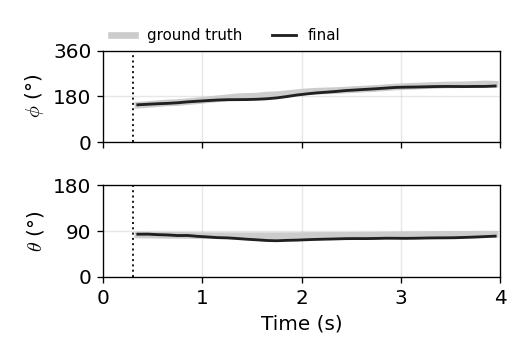 ground truth final
360
180
0
ϕ (°)
180
90
0
θ (°)
0 1 2 3 4
Time (s)